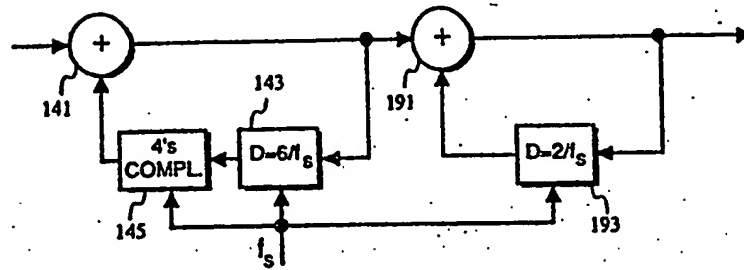 +
+
141
191
143
4's
COMPL.
D=6/fs
D=2/fs
145
193
fs